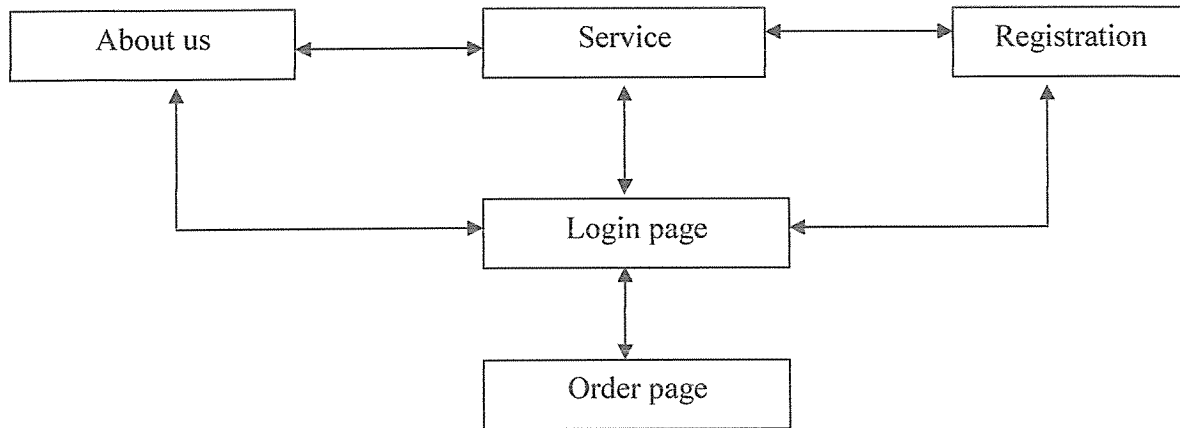 About us
Service
Registration
Login page
Order page